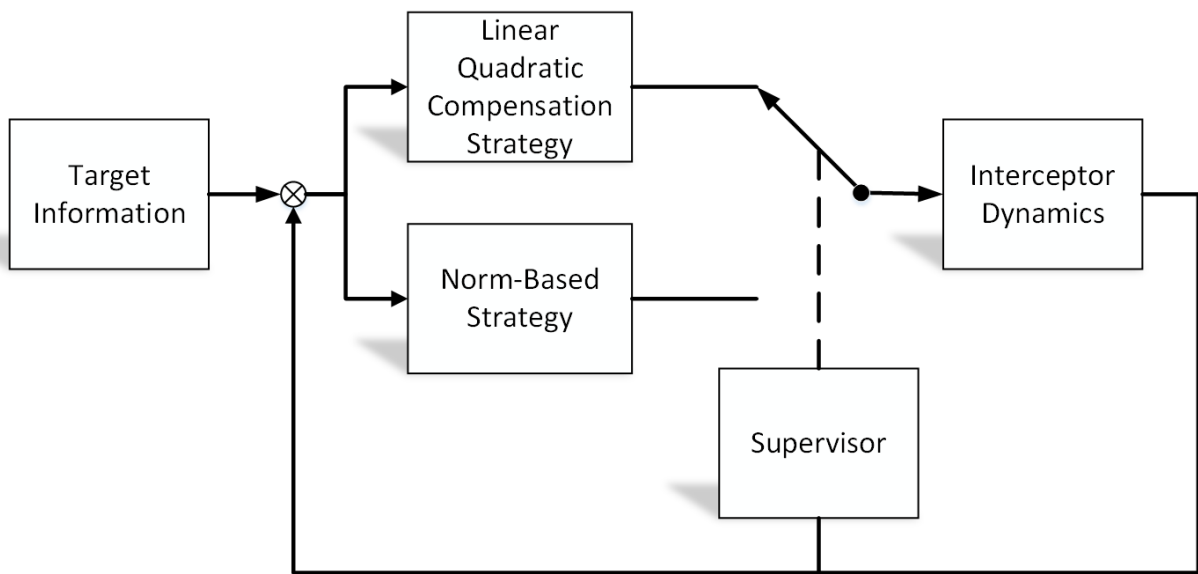 Linear
Quadratic
Compensation
Strategy
Target
Information
Interceptor
Dynamics
Norm-Based
Strategy
Supervisor